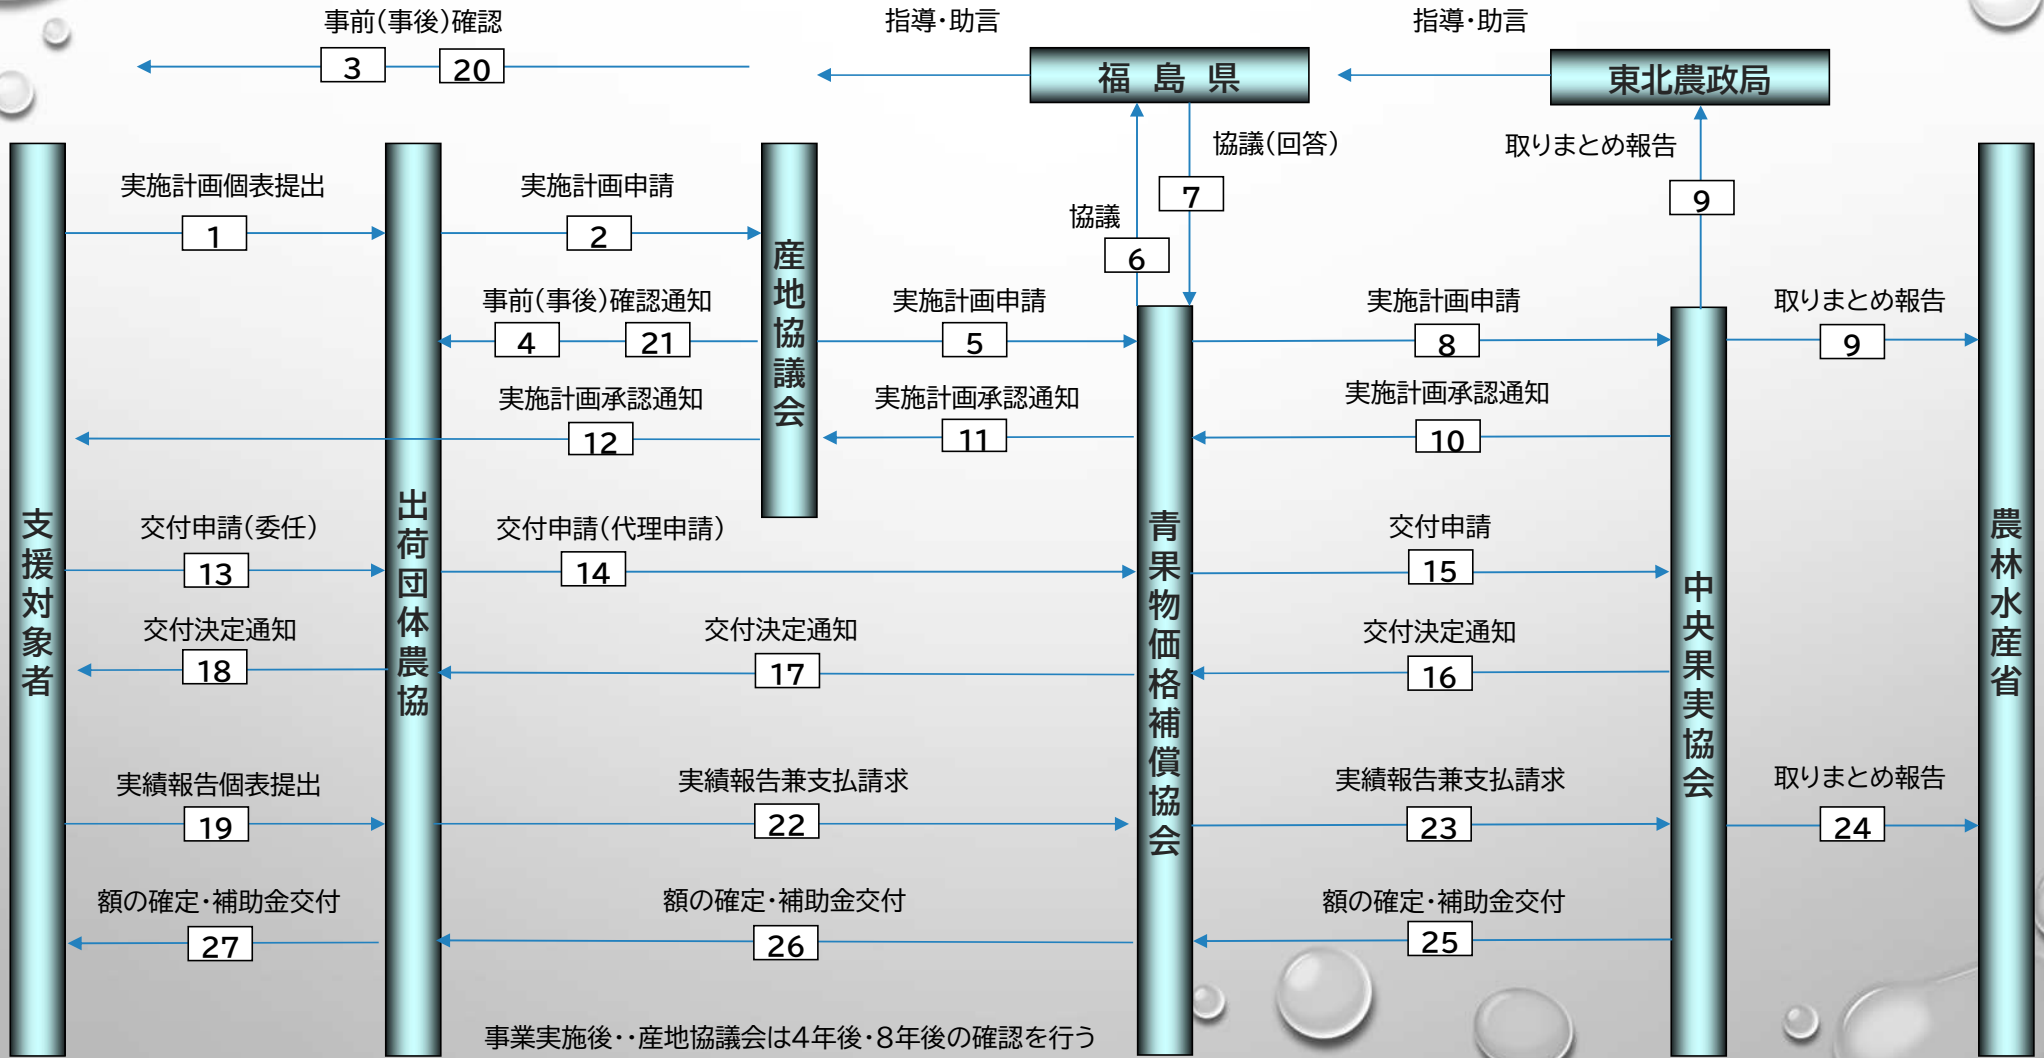 事前(事後)確認
指導・助言
指導・助言
3
20
福島県
東北農政局
協議(回答)
取りまとめ報告
実施計画個表提出
実施計画申請
7
9
協議
1
2
6
事前(事後)確認通知
実施計画申請
実施計画申請
取りまとめ報告
4
21
5
8
9
実施計画承認通知
実施計画承認通知
実施計画承認通知
12
11
10
支援対象者
出荷団体農協
産地協議会
青果物価格補償協会
中央果実協会
農林水産省
交付申請(委任)
交付申請(代理申請)
交付申請
13
14
15
交付決定通知
交付決定通知
交付決定通知
18
17
16
実績報告個表提出
実績報告兼支払請求
実績報告兼支払請求
取りまとめ報告
19
22
23
24
額の確定・補助金交付
額の確定・補助金交付
額の確定・補助金交付
27
26
25
事業実施後・・産地協議会は4年後・8年後の確認を行う